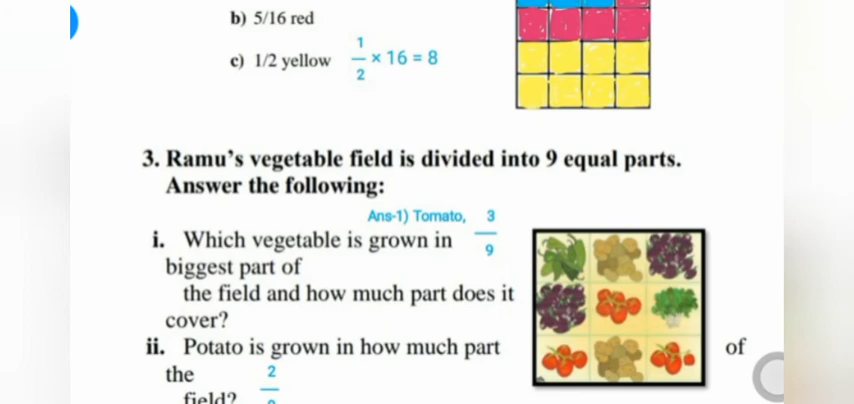 b) 5/16 red
c) 1/2 yellow 1/2 × 16 = 8
3. Ramu's vegetable field is divided into 9 equal parts.
Answer the following:
Ans-1) Tomato, 3/9
i. Which vegetable is grown in
biggest part of
the field and how much part does it
cover?
ii. Potato is grown in how much part of
the
field? 2